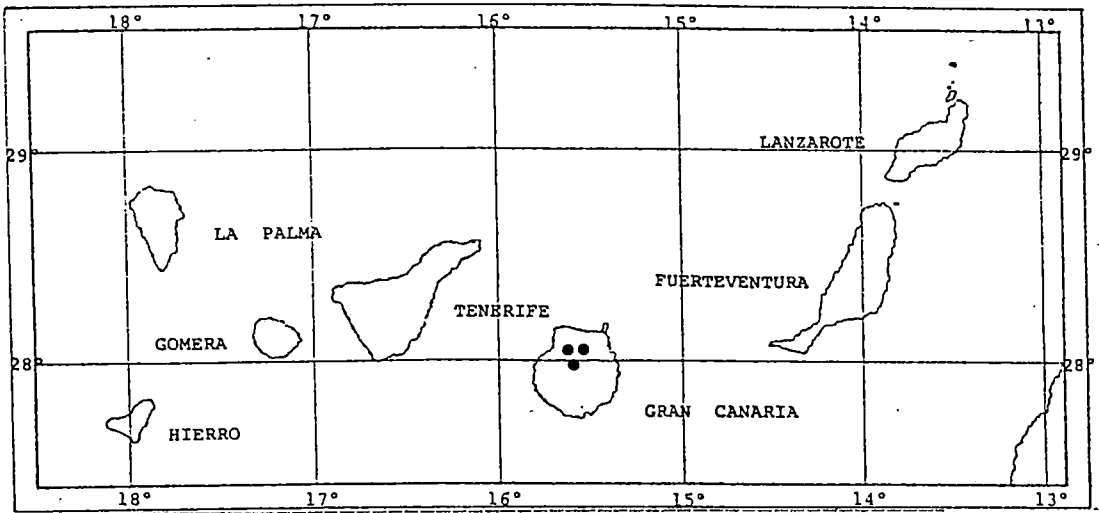 18° 17° 16° 15° 14° 13°
LANZAROTE
29° 29°
LA PALMA
FUERTEVENTURA
TENERIFE
GOMERA
28° 28°
GRAN CANARIA
HIERRO
18° 17° 16° 15° 14° 13°